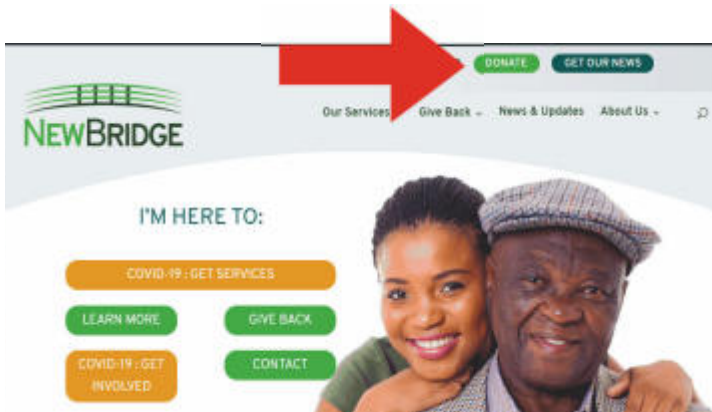 DONATE
GET OUR NEWS
Our Services
Give Back
News & Updates
About Us
NEWBRIDGE
I'M HERE TO:
COVID-19 : GET SERVICES
LEARN MORE
GIVE BACK
COVID-19 : GET
INVOLVED
CONTACT